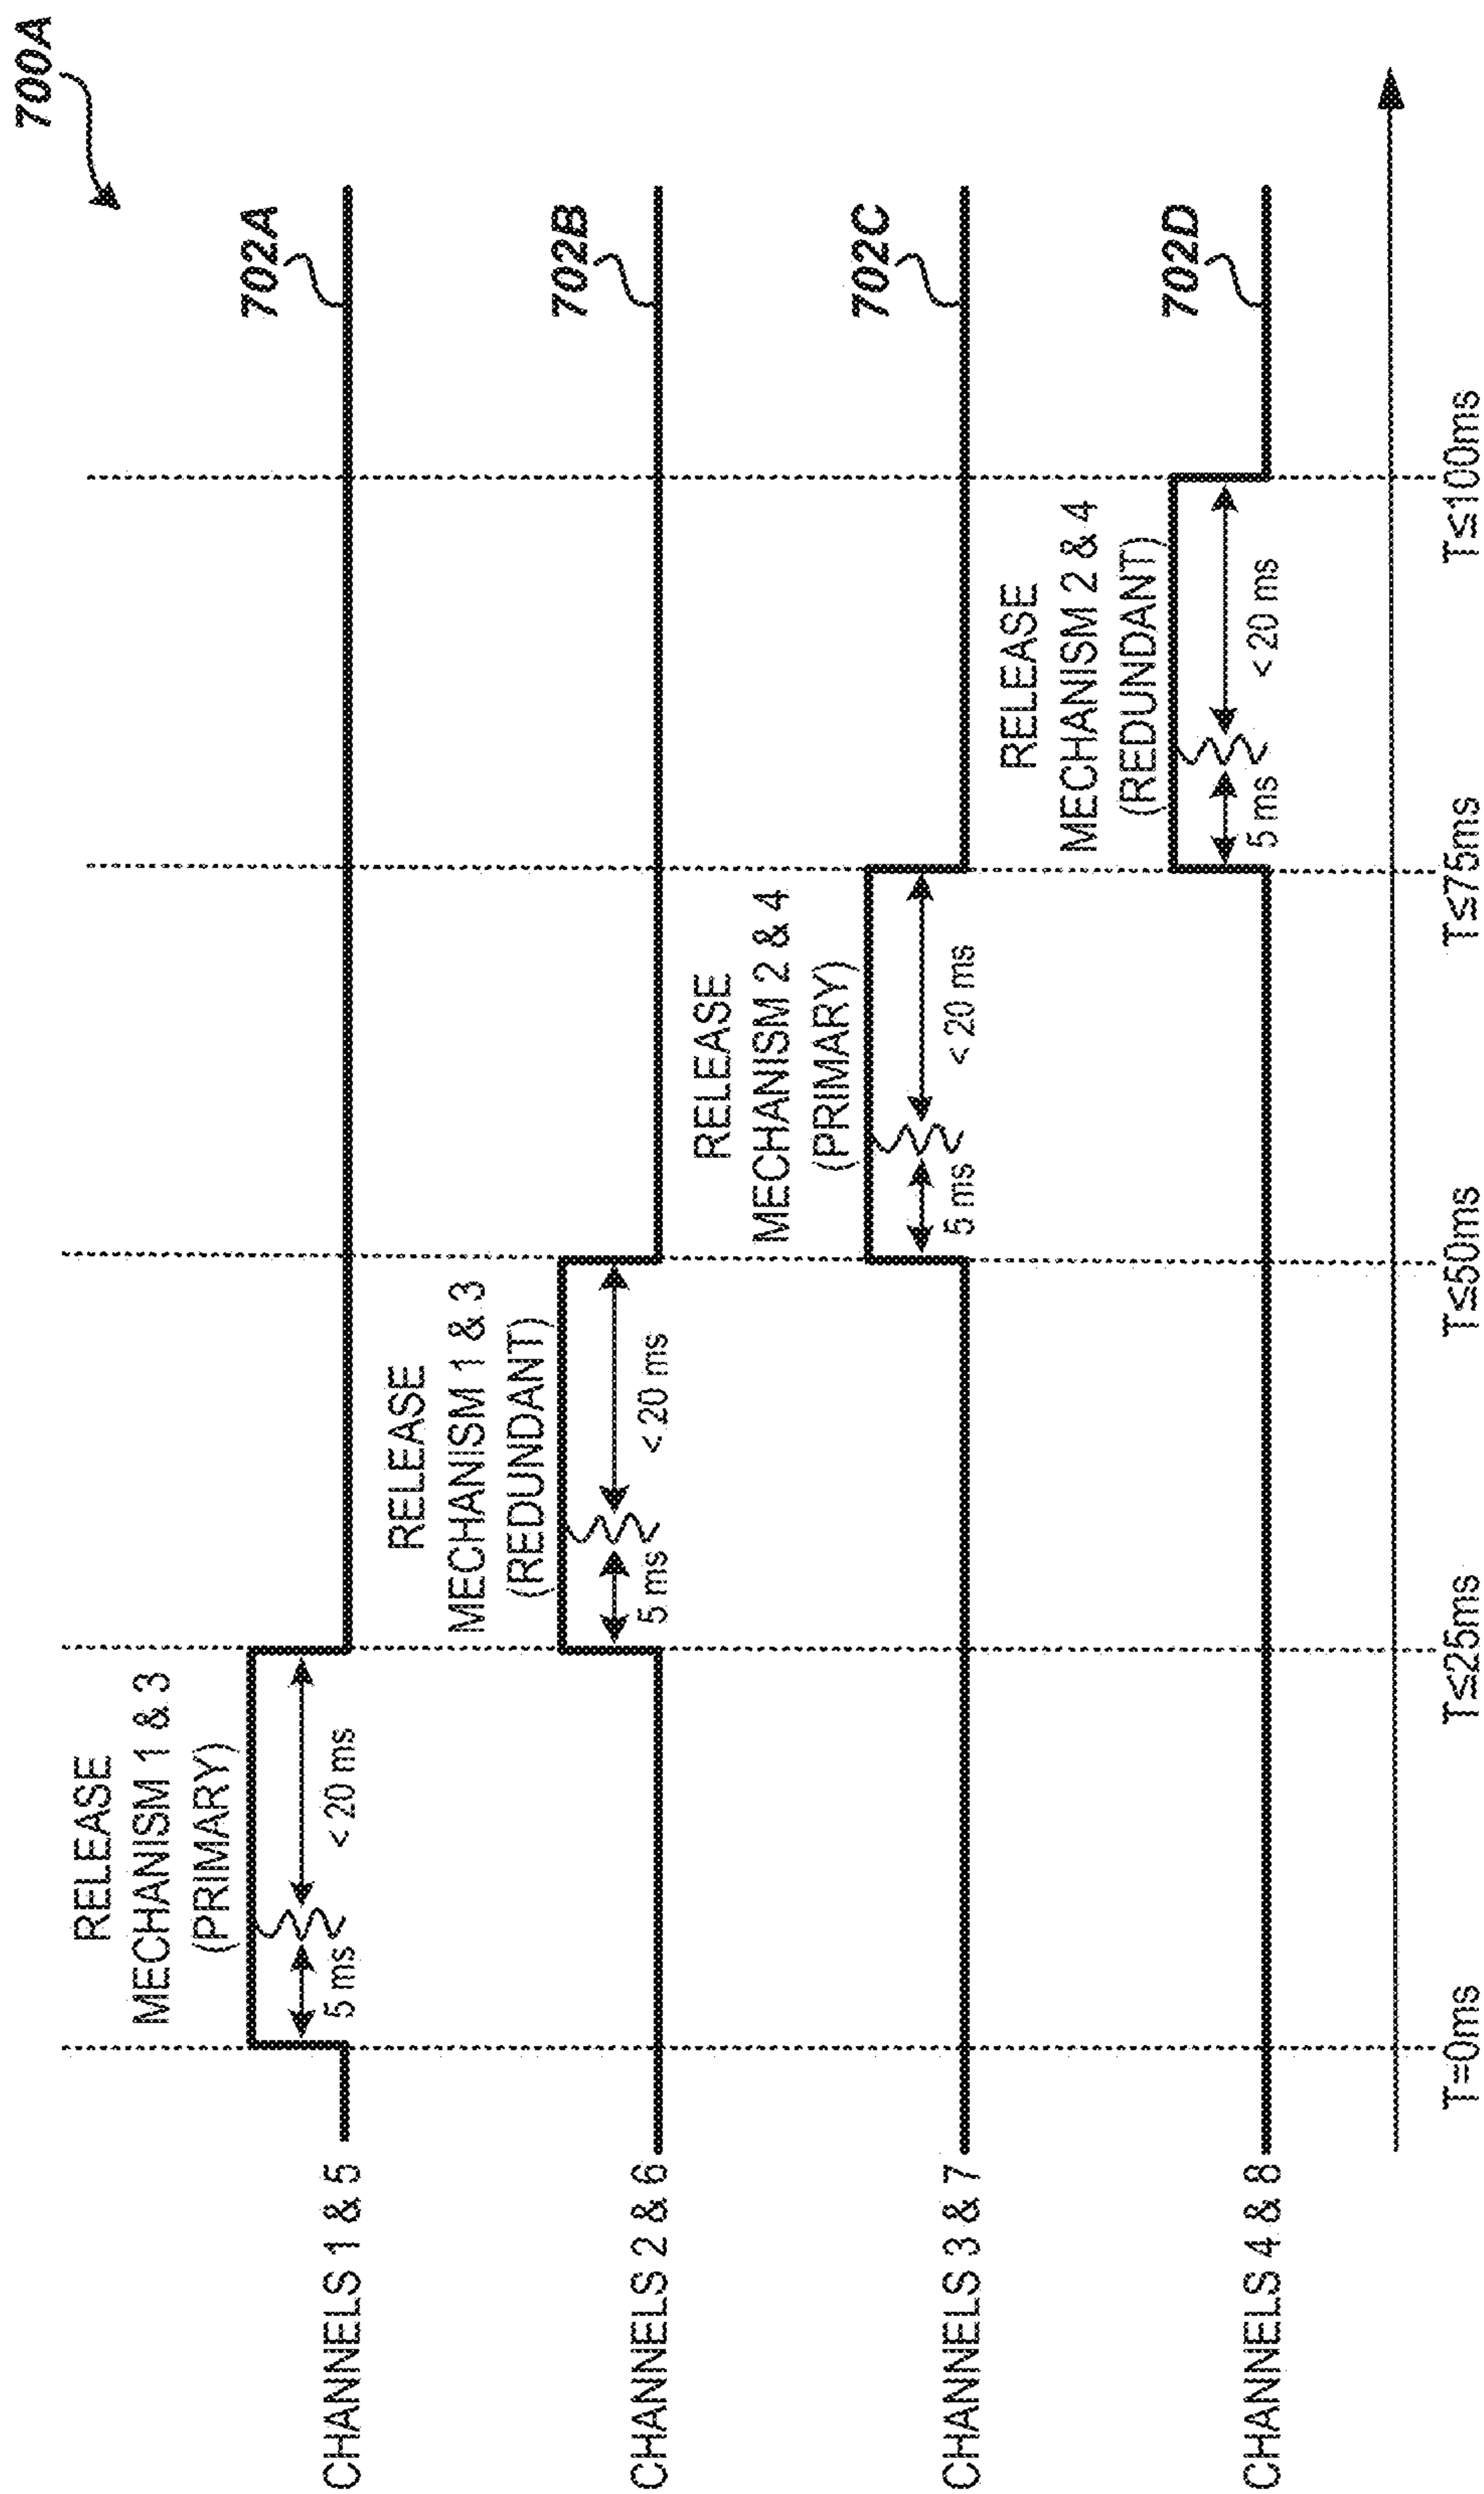 700A
RELEASE
MECHANISM 1 & 3
(PRIMARY)
5 ms
< 20 ms
702A
CHANNELS 1 & 5
RELEASE
MECHANISM 1 & 3
(REDUNDANT)
5 ms
< 20 ms
702B
CHANNELS 2 & 6
RELEASE
MECHANISM 2 & 4
(PRIMARY)
5 ms
< 20 ms
702C
CHANNELS 3 & 7
RELEASE
MECHANISM 2 & 4
(REDUNDANT)
5 ms
< 20 ms
702D
CHANNELS 4 & 8
T=0ms
T≤25ms
T≤50ms
T≤75ms
T≤100ms